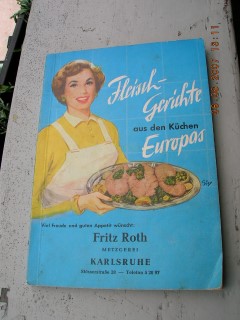 Fleisch-
Gerichte
aus den Küchen
Europas
Viel Freude und guten Appetit wünscht:
Fritz Roth
METZGEREI
KARLSRUHE